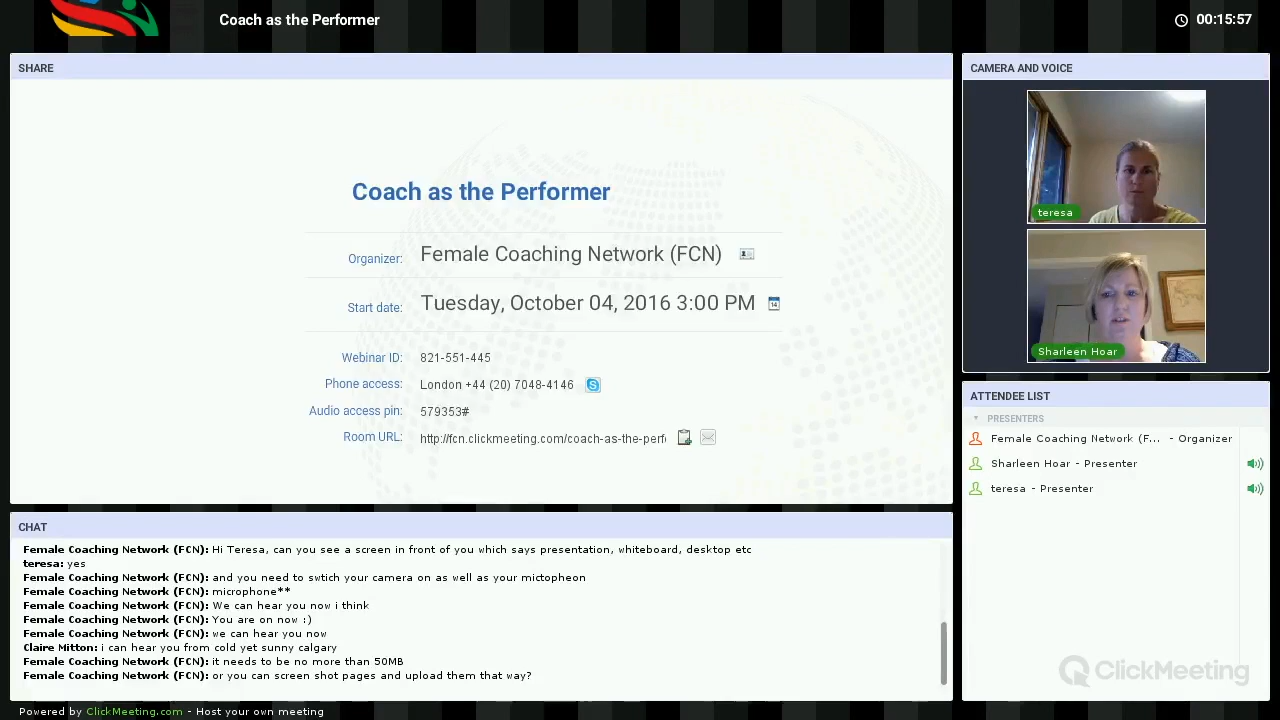 Coach as the Performer
00:15:57
SHARE
Coach as the Performer
Organizer: Female Coaching Network (FCN)
Start date: Tuesday, October 04, 2016 3:00 PM
14
Webinar ID: 821-551-445
Phone access: London +44 (20) 7048-4146
Audio access pin: 579353#
Room URL: http://fcn.clickmeeting.com/coach-as-the-perf
CAMERA AND VOICE
teresa
Sharleen Hoar
ATTENDEE LIST
PRESENTERS
Female Coaching Network (F... - Organizer
Sharleen Hoar - Presenter
teresa - Presenter
ClickMeeting
CHAT
Female Coaching Network (FCN): Hi Teresa, can you see a screen in front of you which says presentation, whiteboard, desktop etc
teresa: yes
Female Coaching Network (FCN): and you need to swtich your camera on as well as your mictopheon
Female Coaching Network (FCN): microphone**
Female Coaching Network (FCN): We can hear you now i think
Female Coaching Network (FCN): You are on now :)
Female Coaching Network (FCN): we can hear you now
Claire Mitton: i can hear you from cold yet sunny calgary
Female Coaching Network (FCN): it needs to be no more than 50MB
Female Coaching Network (FCN): or you can screen shot pages and upload them that way?
Powered by ClickMeeting.com - Host your own meeting